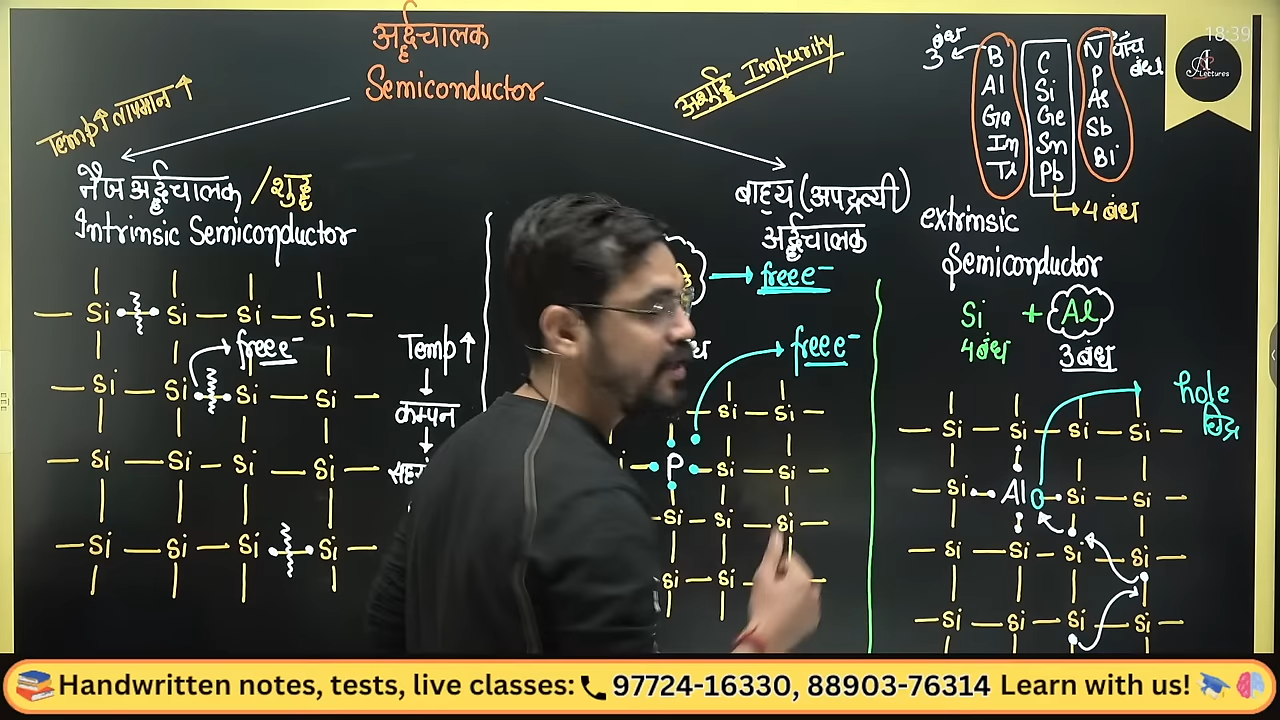 अर्द्धचालक
Semiconductor
Temp↑ तापमान ↑
अशुद्धि Impurity
नैज अर्द्धचालक /शुद्ध
Intrinsic Semiconductor
Si Si Si Si
free e⁻
Si Si Si
Si Si Si Si
Si Si Si Si
Temp↑
कम्पन
बाह्य (अपद्रव्यी)
अर्द्धचालक
extrinsic
Semiconductor
free e⁻
free e⁻
Si Si
P Si Si
Si Si Si
Si Si
3 बंध
B
Al
Ga
In
Tl
C
Si
Ge
Sn
Pb
4 बंध
N
P
As
Sb
Bi
पाँच
बंध
Si + Al
4बंध 3बंध
hole
छिद्र
Si Si Si Si
Si Al Si Si
Si Si Si Si
Si Si Si Si
18:39
Lectures
Handwritten notes, tests, live classes: 97724-16330, 88903-76314 Learn with us!